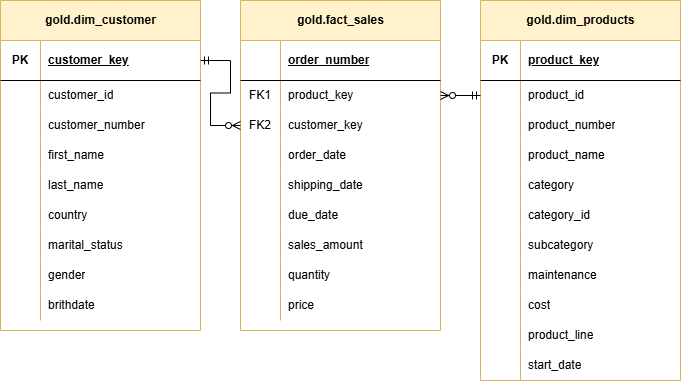 gold.dim_customer
PK customer_key
customer_id
customer_number
first_name
last_name
country
marital_status
gender
brithdate
gold.fact_sales
order_number
FK1 product_key
FK2 customer_key
order_date
shipping_date
due_date
sales_amount
quantity
price
gold.dim_products
PK product_key
product_id
product_number
product_name
category
category_id
subcategory
maintenance
cost
product_line
start_date